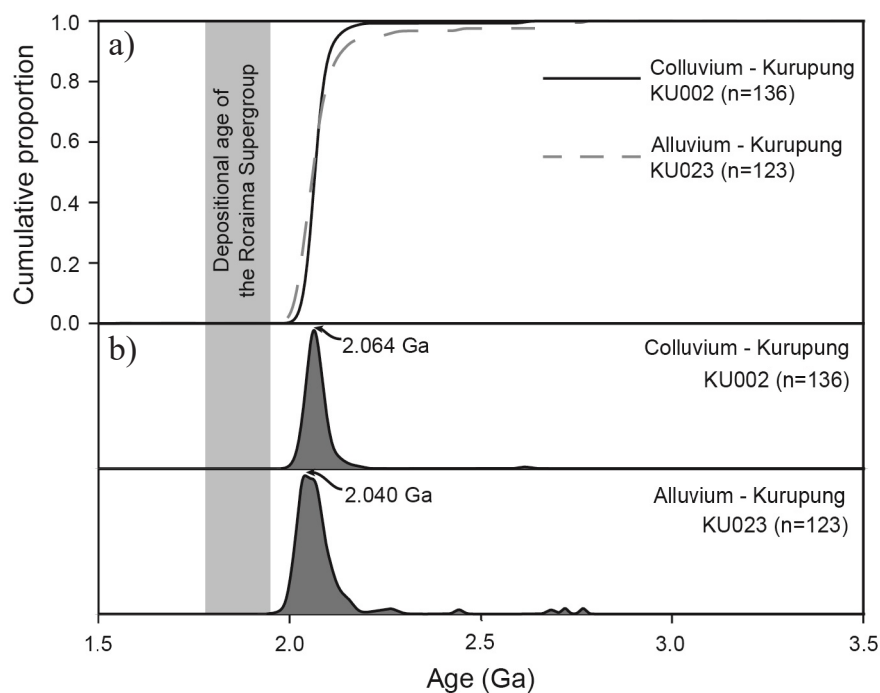 a)
1.0
0.8
0.6
0.4
0.2
0.0
Cumulative proportion
Depositional age of
the Roraima Supergroup
Colluvium - Kurupung
KU002 (n=136)
Alluvium - Kurupung
KU023 (n=123)
b)
2.064 Ga
Colluvium - Kurupung
KU002 (n=136)
2.040 Ga
Alluvium - Kurupung
KU023 (n=123)
1.5
2.0
2.5
3.0
3.5
Age (Ga)